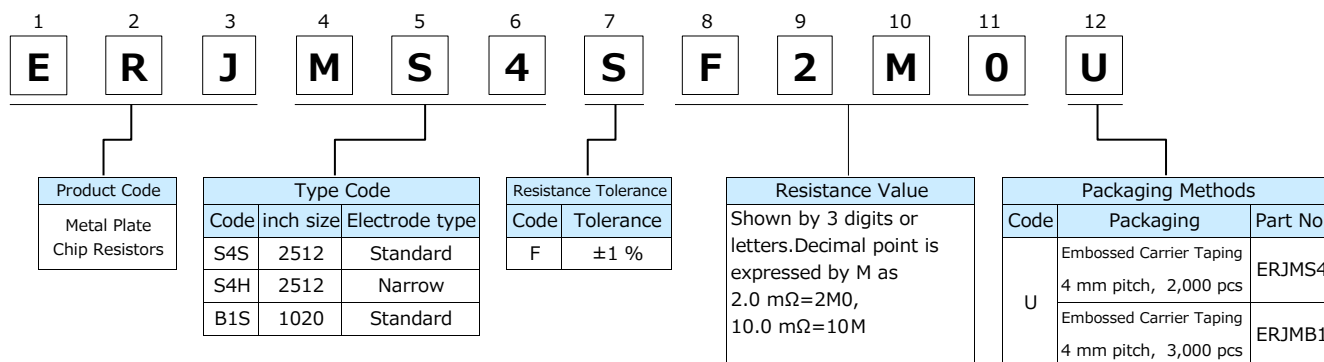 1 2 3 4 5 6 7 8 9 10 11 12
E R J M S 4 S F 2 M 0 U
Product Code
Metal Plate
Chip Resistors
Type Code
Code inch size Electrode type
S4S 2512 Standard
S4H 2512 Narrow
B1S 1020 Standard
Resistance Tolerance
Code Tolerance
F ±1 %
Resistance Value
Shown by 3 digits or
letters.Decimal point is
expressed by M as
2.0 mΩ=2M0,
10.0 mΩ=10M
Packaging Methods
Code Packaging Part No
U
Embossed Carrier Taping
4 mm pitch, 2,000 pcs
ERJMS4
Embossed Carrier Taping
4 mm pitch, 3,000 pcs
ERJMB1